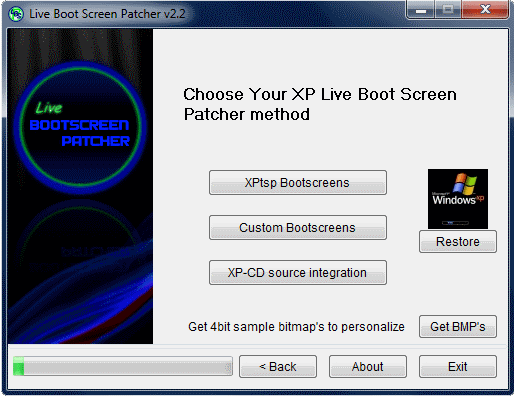 Live Boot Screen Patcher v2.2
Live
BOOTSCREEN
PATCHER
Choose Your XP Live Boot Screen
Patcher method
XPtsp Bootscreens
Custom Bootscreens
XP-CD source integration
Microsoft
Windows xp
Restore
Get 4bit sample bitmap's to personalize
Get BMP's
< Back
About
Exit